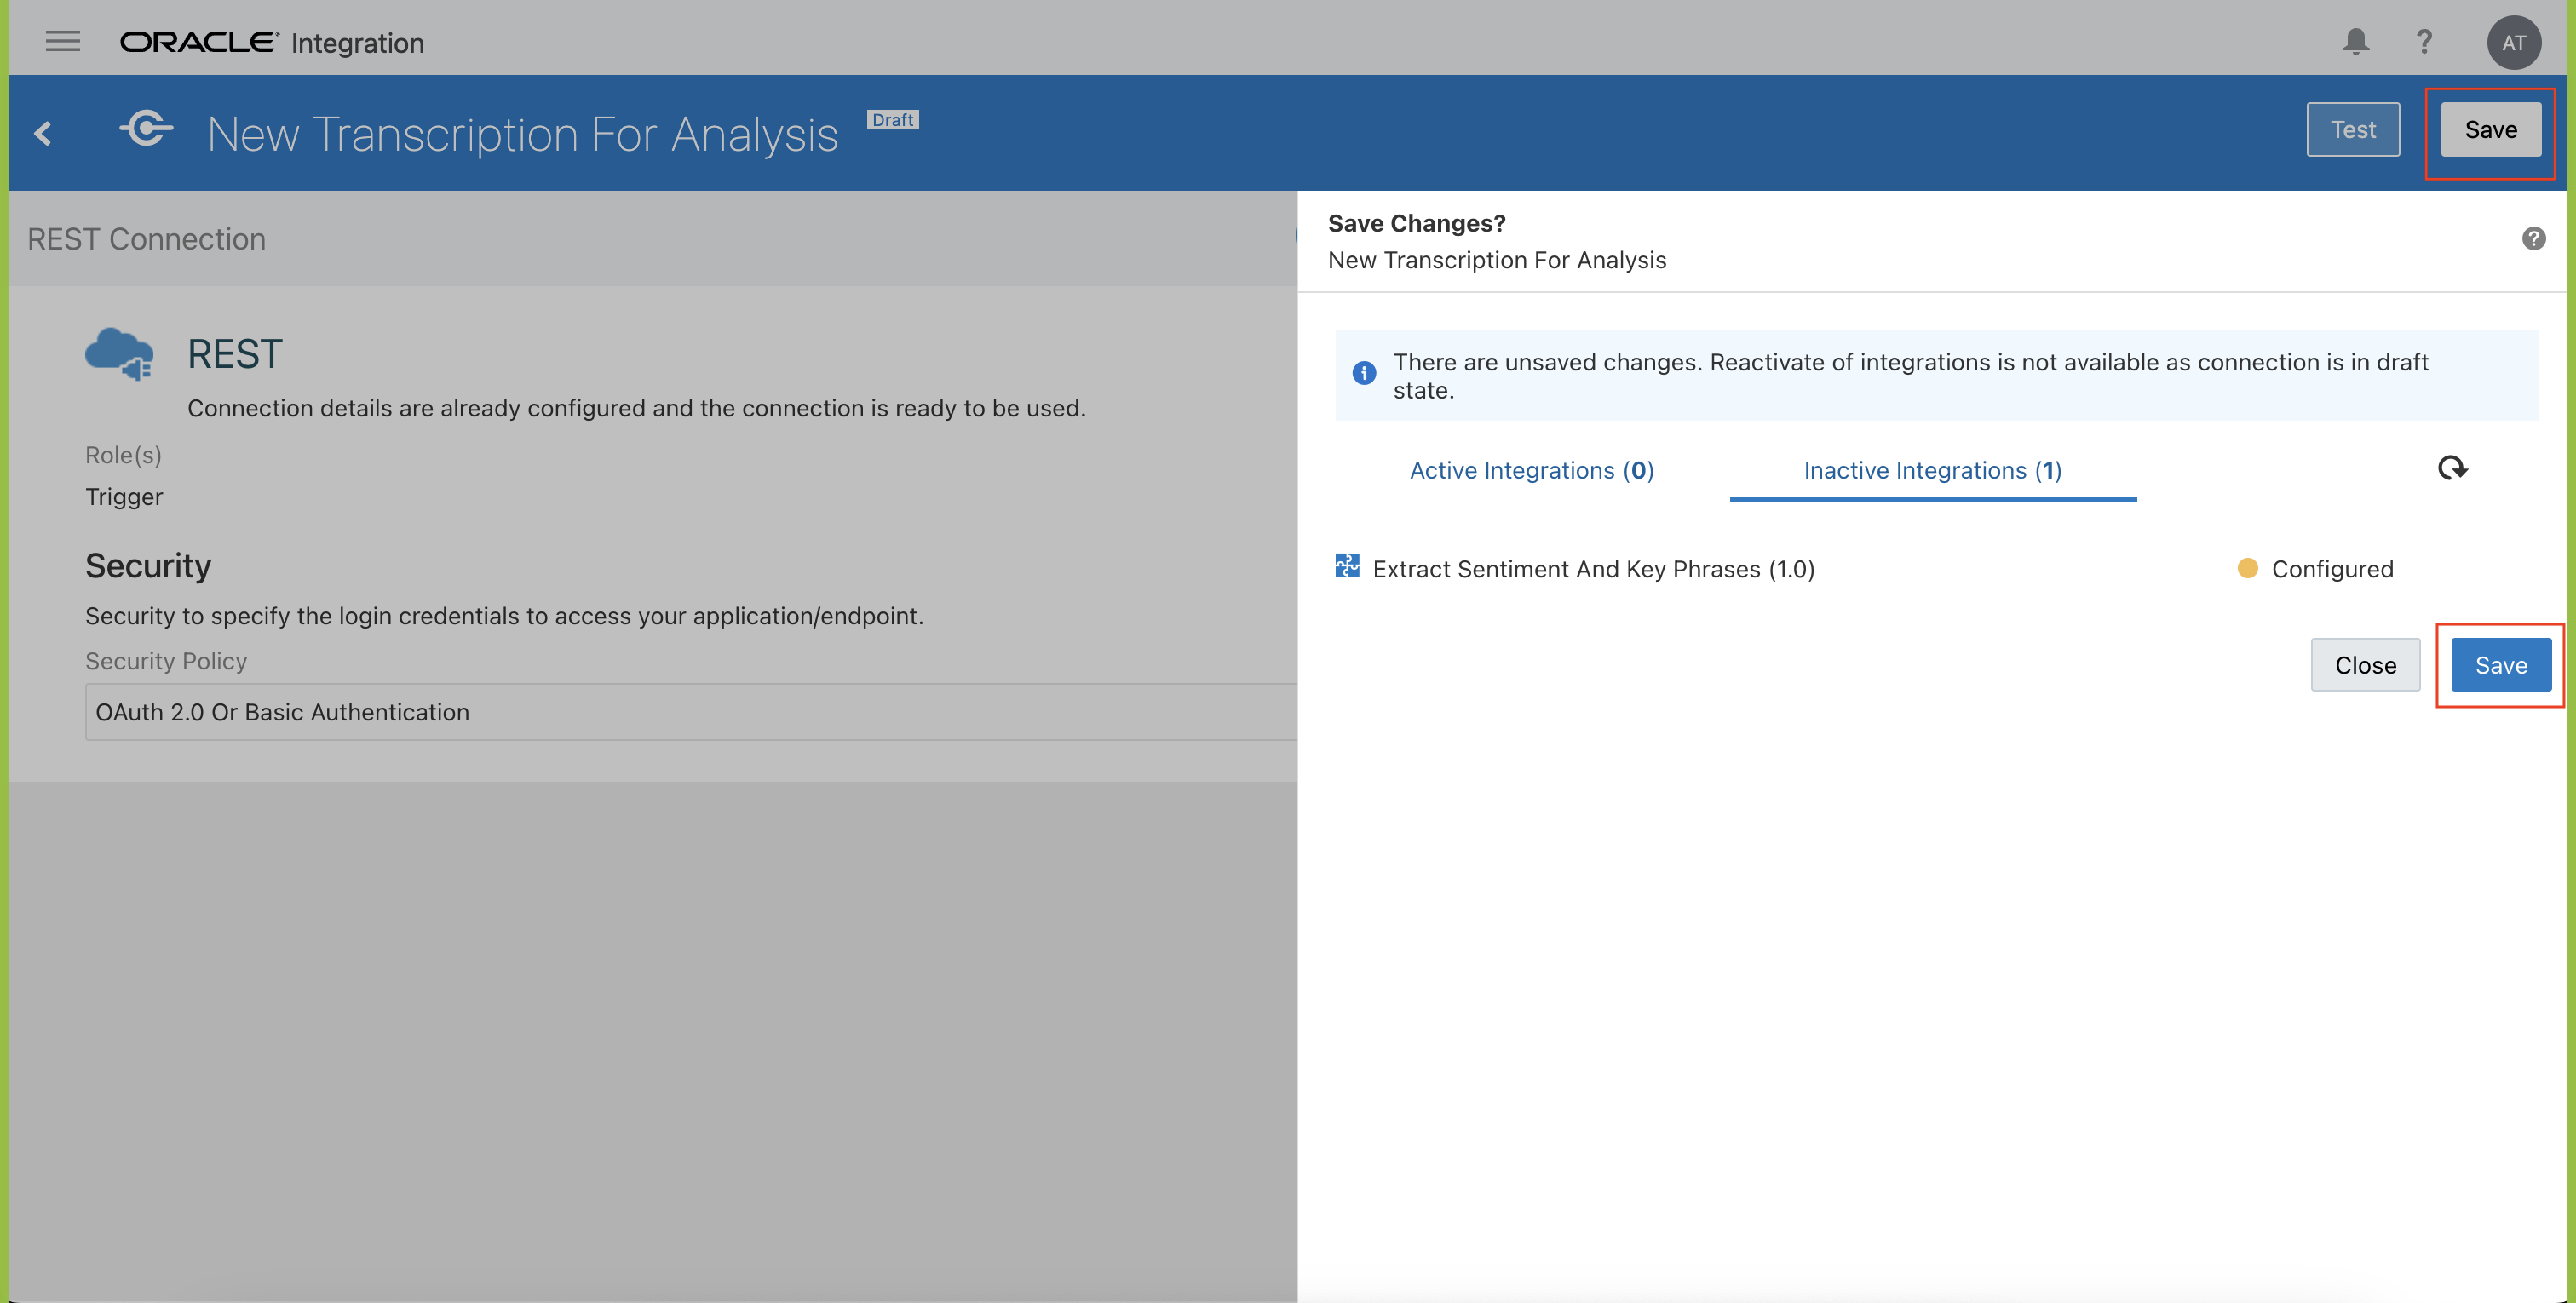 ORACLE Integration
AT
New Transcription For Analysis
Draft
Test
Save
REST Connection
REST
Connection details are already configured and the connection is ready to be used.
Role(s)
Trigger
Security
Security to specify the login credentials to access your application/endpoint.
Security Policy
OAuth 2.0 Or Basic Authentication
Save Changes?
New Transcription For Analysis
There are unsaved changes. Reactivate of integrations is not available as connection is in draft
state.
Active Integrations (0)
Inactive Integrations (1)
Extract Sentiment And Key Phrases (1.0)
Configured
Close
Save